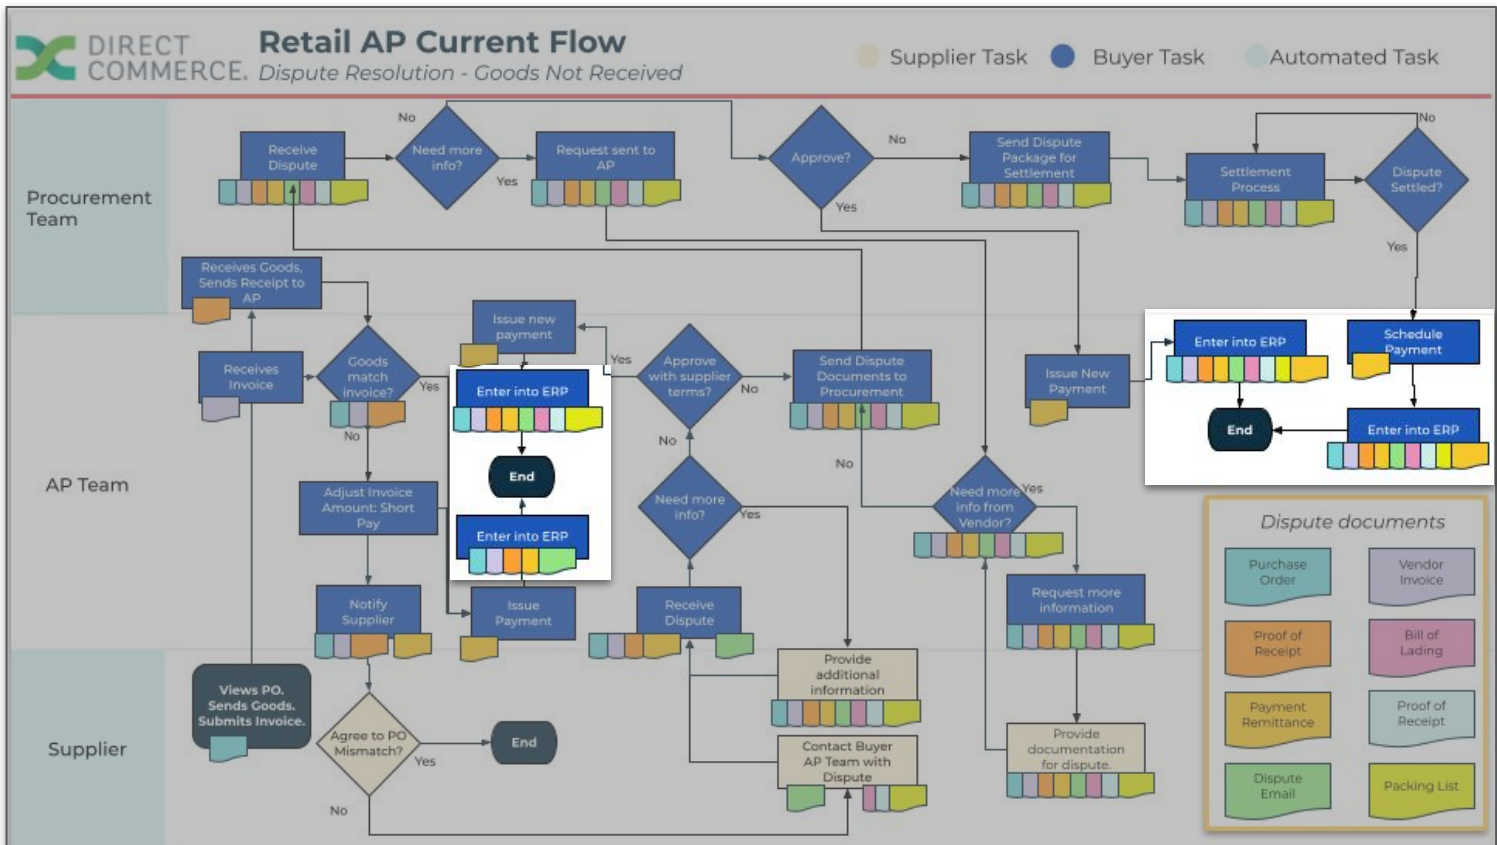 DIRECT
COMMERCE.
Retail AP Current Flow
Dispute Resolution - Goods Not Received
Supplier Task
Buyer Task
Automated Task
Procurement
Team
Receive
Dispute
No
Need more
info?
Yes
Request sent to
AP
Approve?
No
Yes
Send Dispute
Package for
Settlement
Settlement
Process
No
Dispute
Settled?
Yes
Receives Goods,
Sends Receipt to
AP
AP Team
Receives
Invoice
Goods
match
invoice?
Yes
No
Issue new
payment
Enter into ERP
End
Enter into ERP
Yes
Approve
with supplier
terms?
No
No
Send Dispute
Documents to
Procurement
No
Issue New
Payment
Enter into ERP
End
Schedule
Payment
Enter into ERP
Adjust Invoice
Amount: Short
Pay
Need more
info?
Yes
Need more
info from
Vendor?
Yes
Notify
Supplier
Issue
Payment
Receive
Dispute
Request more
information
Supplier
Views PO.
Sends Goods.
Submits Invoice.
Agree to PO
Mismatch?
Yes
No
End
Provide
additional
information
Contact Buyer
AP Team with
Dispute
Provide
documentation
for dispute.
Dispute documents
Purchase
Order
Vendor
Invoice
Proof of
Receipt
Bill of
Lading
Payment
Remittance
Proof of
Receipt
Dispute
Email
Packing List